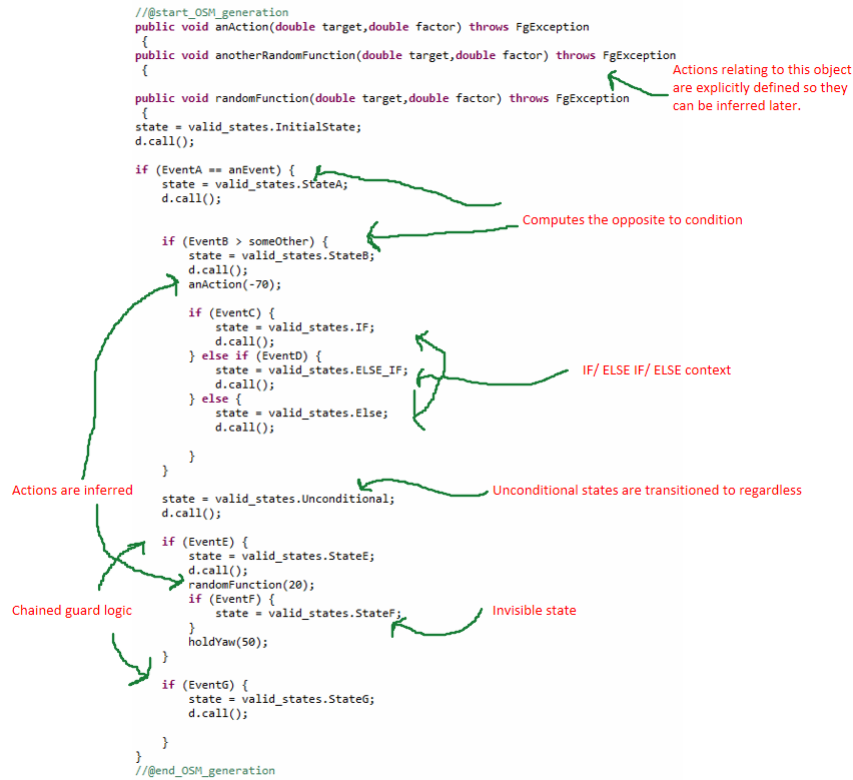 //@start_OSM_generation
public void anAction(double target,double factor) throws FgException
{
public void anotherRandomFunction(double target,double factor) throws FgException
{
Actions relating to this object
are explicitly defined so they
can be inferred later.
public void randomFunction(double target,double factor) throws FgException
{
state = valid_states.InitialState;
d.call();
if (EventA == anEvent) {
state = valid_states.StateA;
d.call();
Computes the opposite to condition
if (EventB > someOther) {
state = valid_states.StateB;
d.call();
anAction(-70);
if (EventC) {
state = valid_states.IF;
d.call();
} else if (EventD) {
state = valid_states.ELSE_IF;
d.call();
} else {
state = valid_states.Else;
d.call();
IF/ ELSE IF/ ELSE context
}
}
Actions are inferred
state = valid_states.Unconditional;
d.call();
Unconditional states are transitioned to regardless
if (EventE) {
state = valid_states.StateE;
d.call();
randomFunction(20);
if (EventF) {
state = valid_states.StateF;
}
holdYaw(50);
}
Chained guard logic
Invisible state
if (EventG) {
state = valid_states.StateG;
d.call();
}
}
//@end_OSM_generation